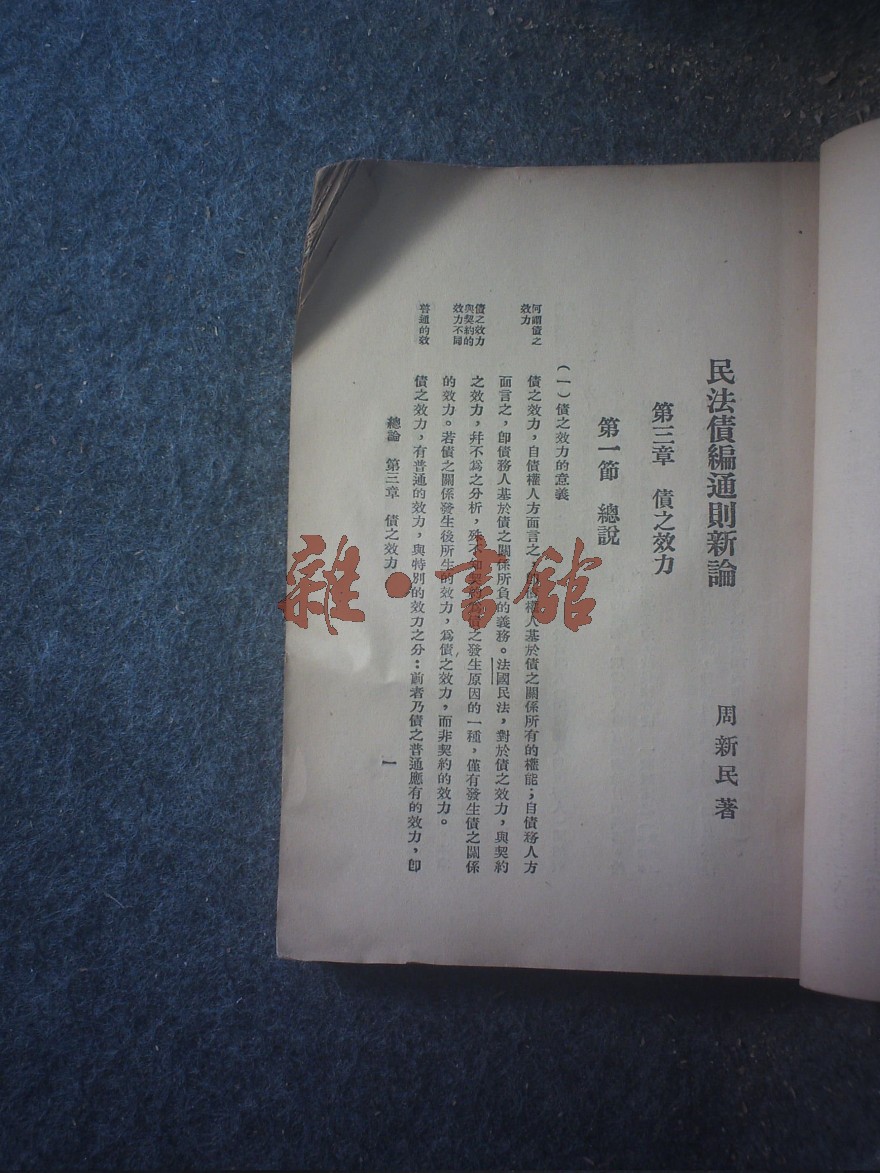 民法債編通則新論
周新民著
第三章 債之效力
第一節 總說
(一)債之效力的意義
何謂債之
效力
債之效力,自債權人方面言之,卽債權人基於債之關係所有的權能;自債務人方
面言之,卽債務人基於債之關係所負的義務。法國民法,對於債之效力,與契約
債之效力
與契約的
效力不同
之效力,幷不爲之分析,殊不知契約爲債之發生原因的一種,僅有發生債之關係
的效力。若債之關係發生後所生的效力,爲債之效力,而非契約的效力。
普通的效
債之效力,有普通的效力,與特別的效力之分:前者乃債之普通應有的效力,卽
總論 第三章 債之效力
一
雜·書館